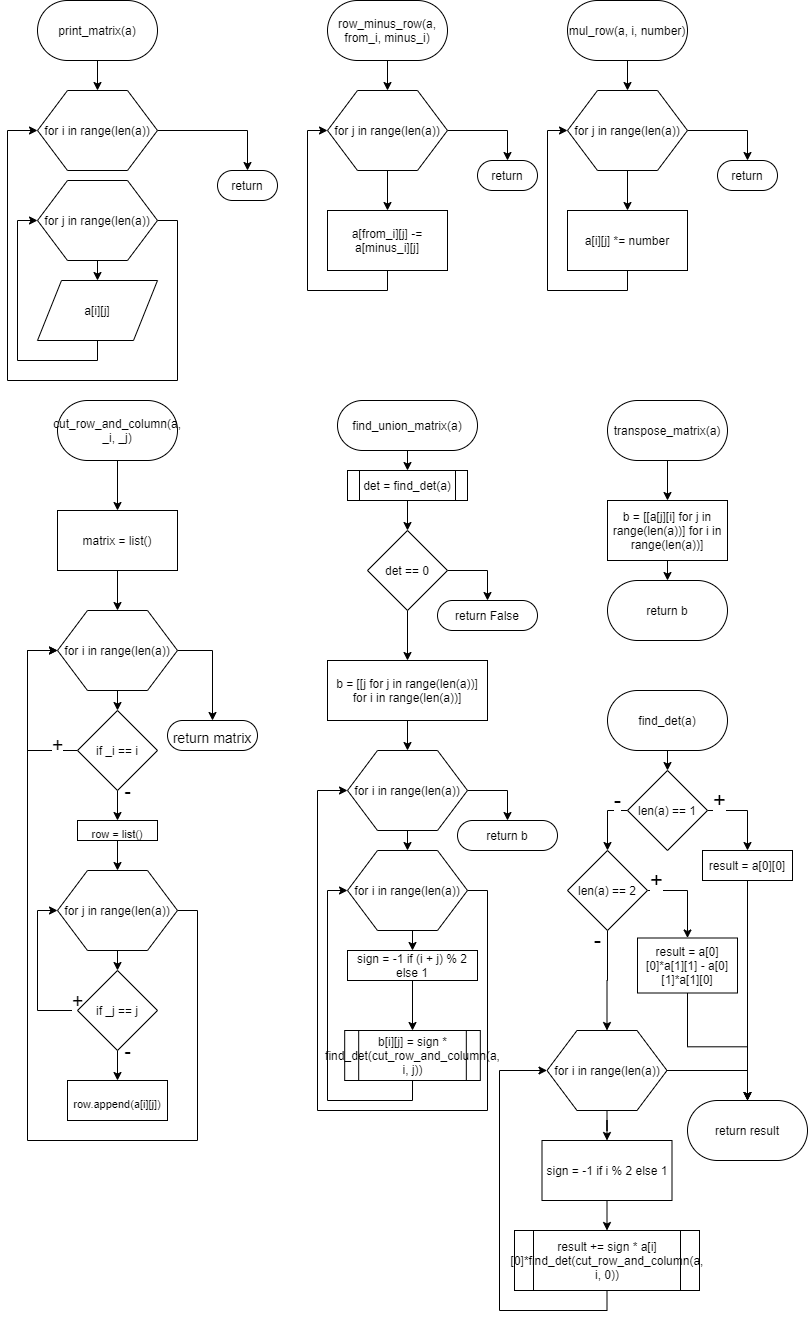 print_matrix(a)
for i in range(len(a))
return
for j in range(len(a))
a[i][j]
row_minus_row(a,
from_i, minus_i)
for j in range(len(a))
return
a[from_i][j] -=
a[minus_i][j]
mul_row(a, i, number)
for j in range(len(a))
return
a[i][j] *= number
cut_row_and_column(a,
_i, _j)
matrix = list()
for i in range(len(a))
return matrix
if _i == i
+
-
row = list()
for j in range(len(a))
if _j == j
+
-
row.append(a[i][j])
find_union_matrix(a)
det = find_det(a)
det == 0
return False
b = [[j for j in range(len(a))]
for i in range(len(a))]
for i in range(len(a))
return b
for i in range(len(a))
sign = -1 if (i + j) % 2
else 1
b[i][j] = sign *
find_det(cut_row_and_column(a,
i, j))
transpose_matrix(a)
b = [[a[j][i] for j in
range(len(a))] for i in
range(len(a))]
return b
find_det(a)
len(a) == 1
-
+
result = a[0][0]
len(a) == 2
+
-
result = a[0]
[0]*a[1][1] - a[0]
[1]*a[1][0]
for i in range(len(a))
return result
sign = -1 if i % 2 else 1
result += sign * a[i]
[0]*find_det(cut_row_and_column(a,
i, 0))